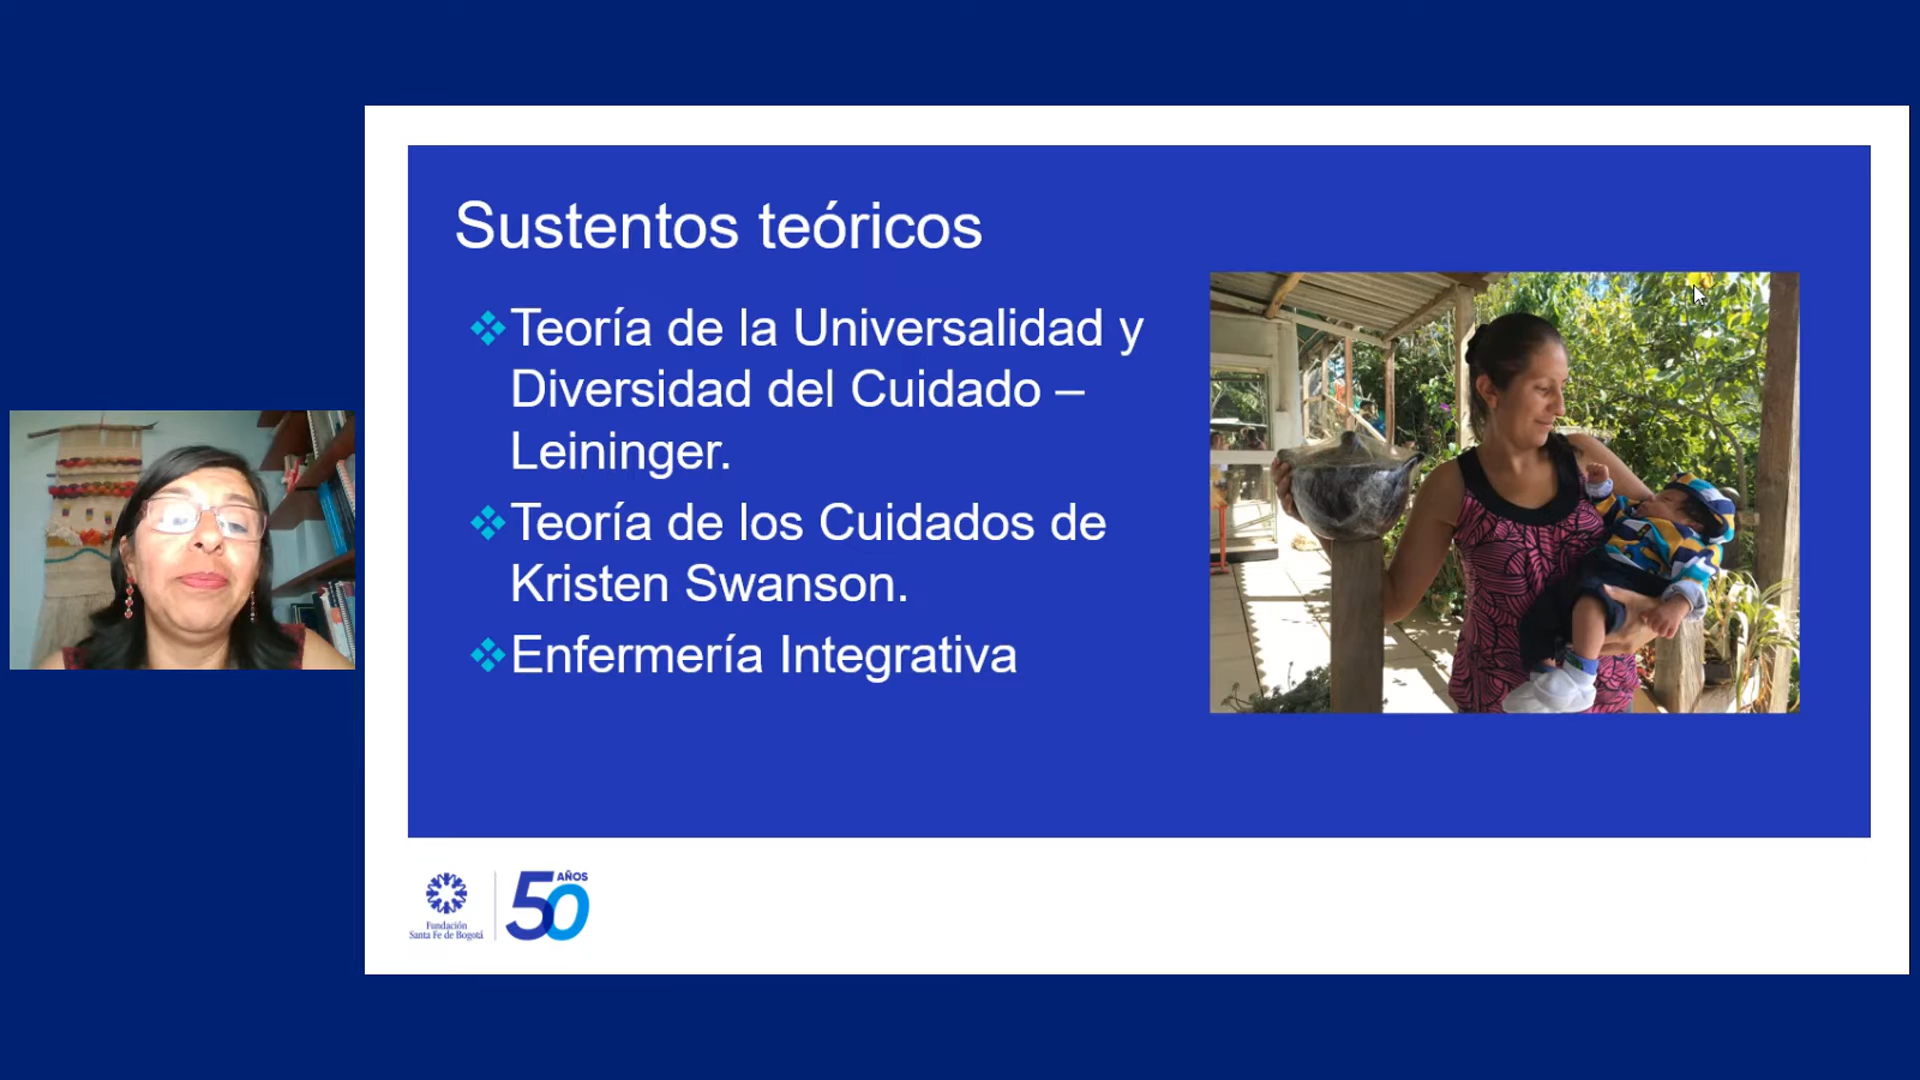 Sustentos teóricos
Teoría de la Universalidad y
Diversidad del Cuidado –
Leininger.
Teoría de los Cuidados de
Kristen Swanson.
Enfermería Integrativa
Fundación
Santa Fe de Bogotá
50 AÑOS